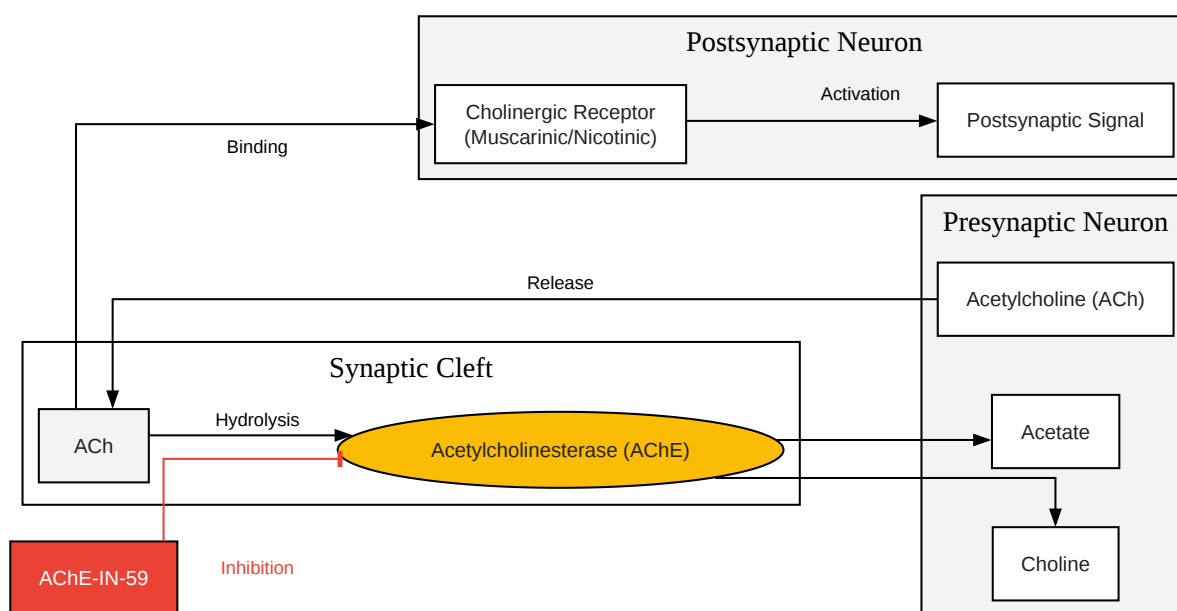 Postsynaptic Neuron
Cholinergic Receptor
(Muscarinic/Nicotinic)
Activation
Postsynaptic Signal
Binding
Presynaptic Neuron
Release
Acetylcholine (ACh)
Synaptic Cleft
ACh
Hydrolysis
Acetylcholinesterase (AChE)
Acetate
Choline
AChE-IN-59
Inhibition